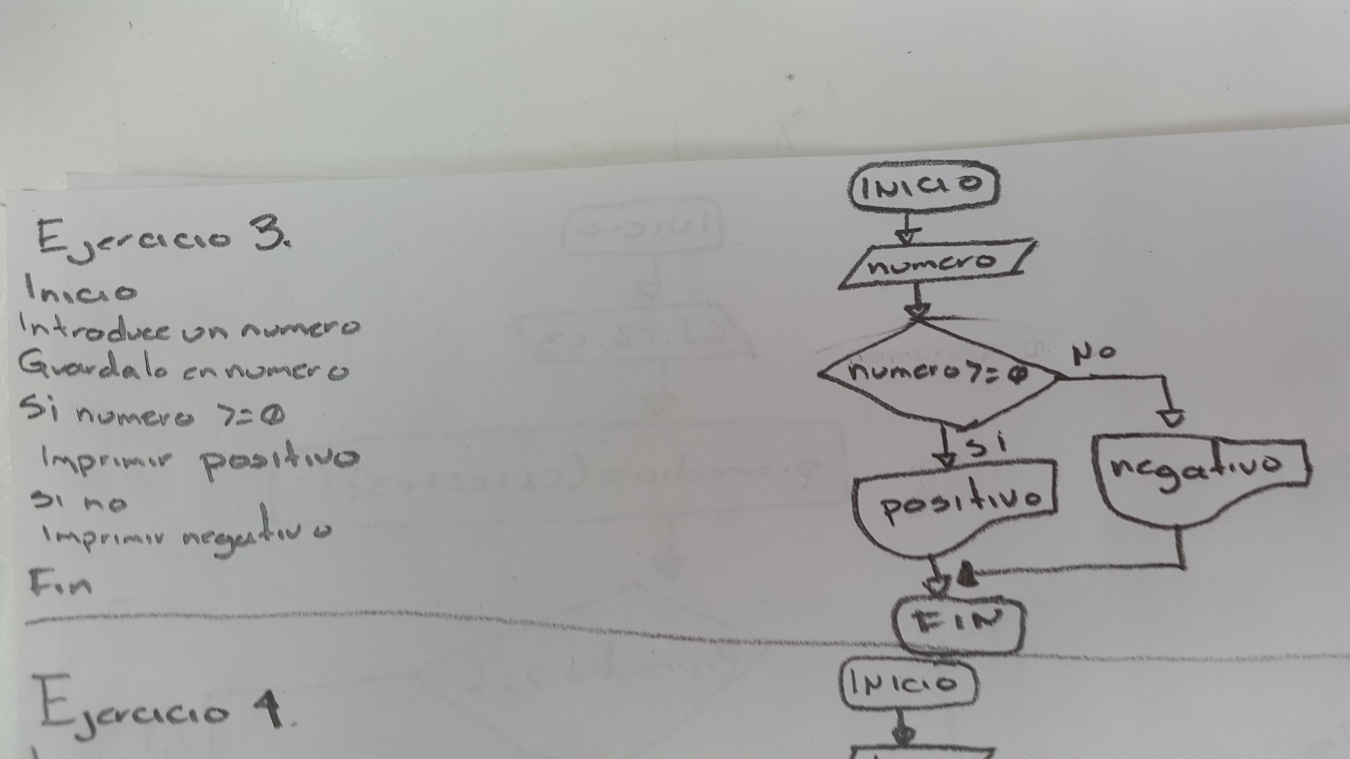 Ejercicio 3.
Inicio
Introduce un numero
Guardalo en numero
Si numero >= 0
Imprimir positivo
si no
Imprimir negativo
Fin
INICIO
numero
numero >= 0
No
si
positivo
negativo
FIN
Ejercicio 4.
INICIO